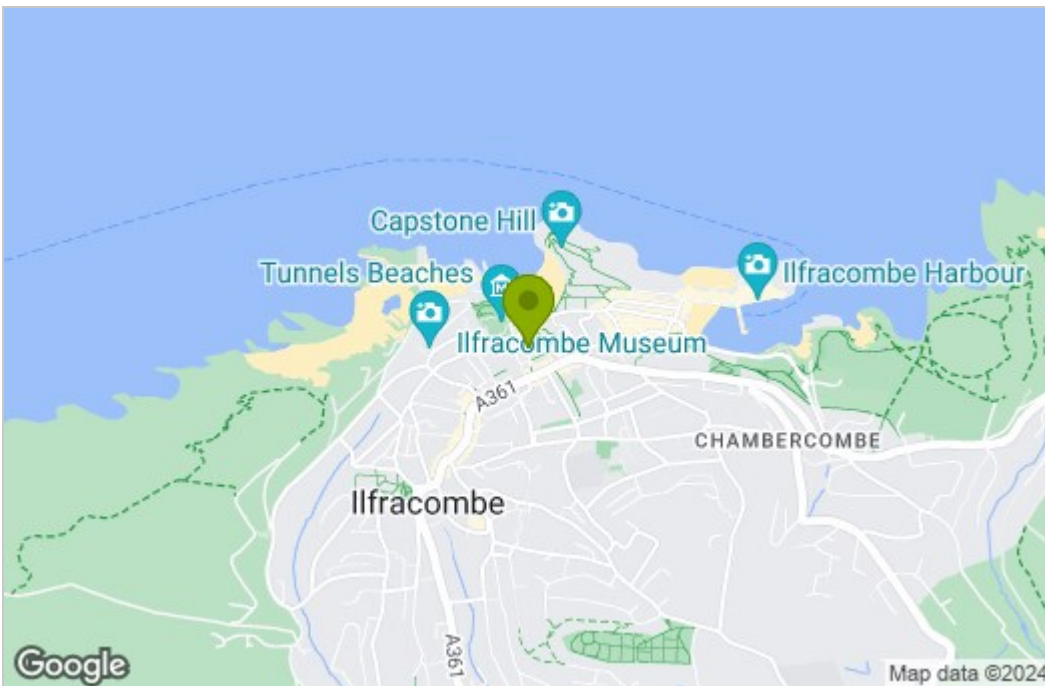 Capstone Hill
Tunnels Beaches
M
Ilfracombe Harbour
Ilfracombe Museum
A361
CHAMBERCOMBE
Ilfracombe
A361
Google
Map data ©2024